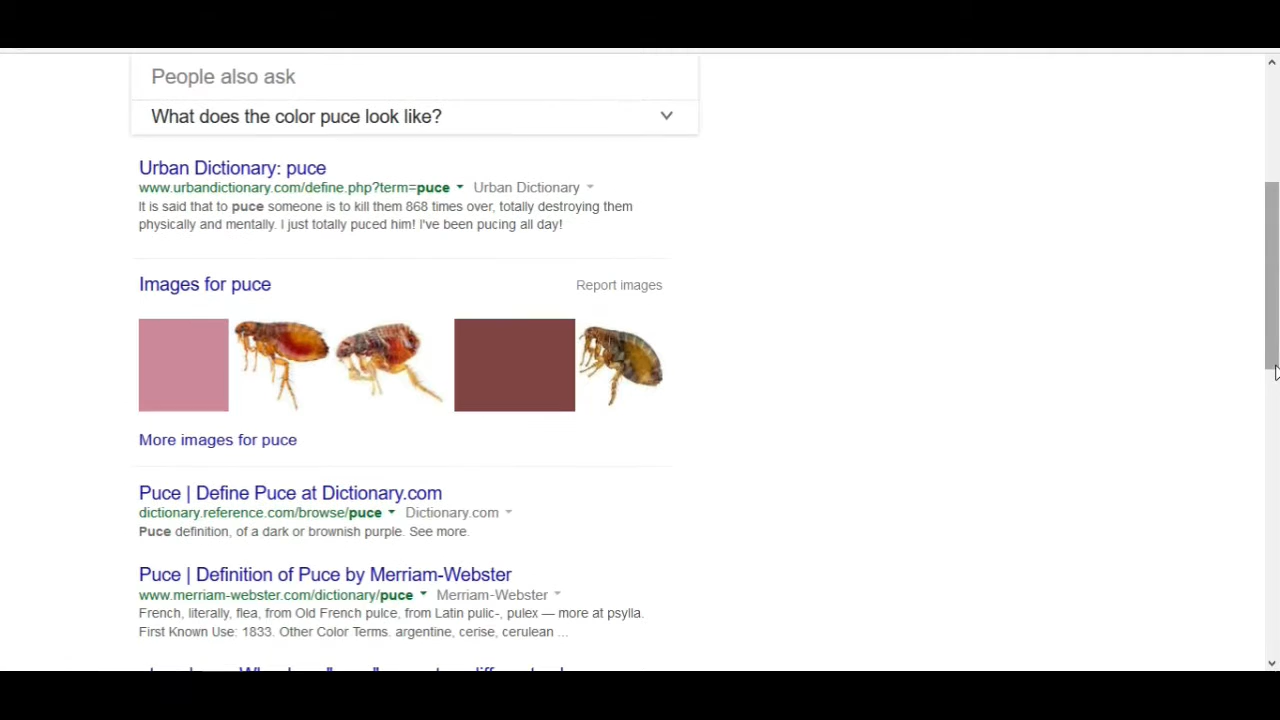 People also ask
What does the color puce look like?
Urban Dictionary: puce
www.urbandictionary.com/define.php?term=puce Urban Dictionary
It is said that to puce someone is to kill them 868 times over, totally destroying them
physically and mentally. I just totally puced him! I've been pucing all day!
Images for puce Report images
More images for puce
Puce | Define Puce at Dictionary.com
dictionary.reference.com/browse/puce Dictionary.com
Puce definition, of a dark or brownish purple. See more.
Puce | Definition of Puce by Merriam-Webster
www.merriam-webster.com/dictionary/puce Merriam-Webster
French, literally, flea, from Old French pulce, from Latin pulic-, pulex — more at psylla.
First Known Use: 1833. Other Color Terms. argentine, cerise, cerulean ...